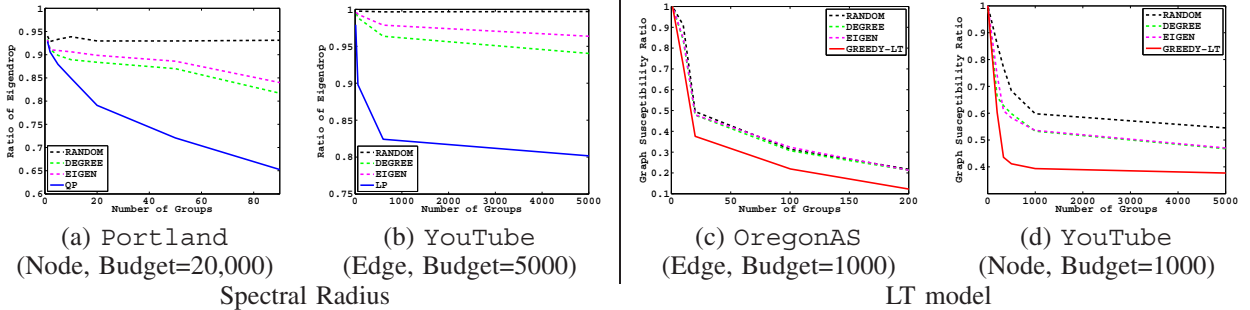 Ratio of Eigendrop
1
0.95
0.9
0.85
0.8
0.75
0.7
0.65
0.6
0
20
40
60
80
RANDOM
DEGREE
EIGEN
QP
Number of Groups
(a) Portland
(Node, Budget=20,000)
Ratio of Eigendrop
1
0.95
0.9
0.85
0.8
0.75
0
1000
2000
3000
4000
5000
RANDOM
DEGREE
EIGEN
LP
Number of Groups
(b) YouTube
(Edge, Budget=5000)
Spectral Radius
Graph Susceptibility Ratio
1
0.9
0.8
0.7
0.6
0.5
0.4
0.3
0.2
0.1
0
50
100
150
200
RANDOM
DEGREE
EIGEN
GREEDY-LT
Number of Groups
(c) OregonAS
(Edge, Budget=1000)
Graph Susceptibility Ratio
1
0.9
0.8
0.7
0.6
0.5
0.4
0
1000
2000
3000
4000
5000
RANDOM
DEGREE
EIGEN
GREEDY-LT
Number of Groups
(d) YouTube
(Node, Budget=1000)
LT model